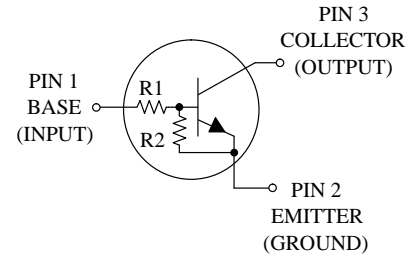 PIN 3
COLLECTOR
(OUTPUT)
PIN 1
BASE
(INPUT)
R1
R2
PIN 2
EMITTER
(GROUND)